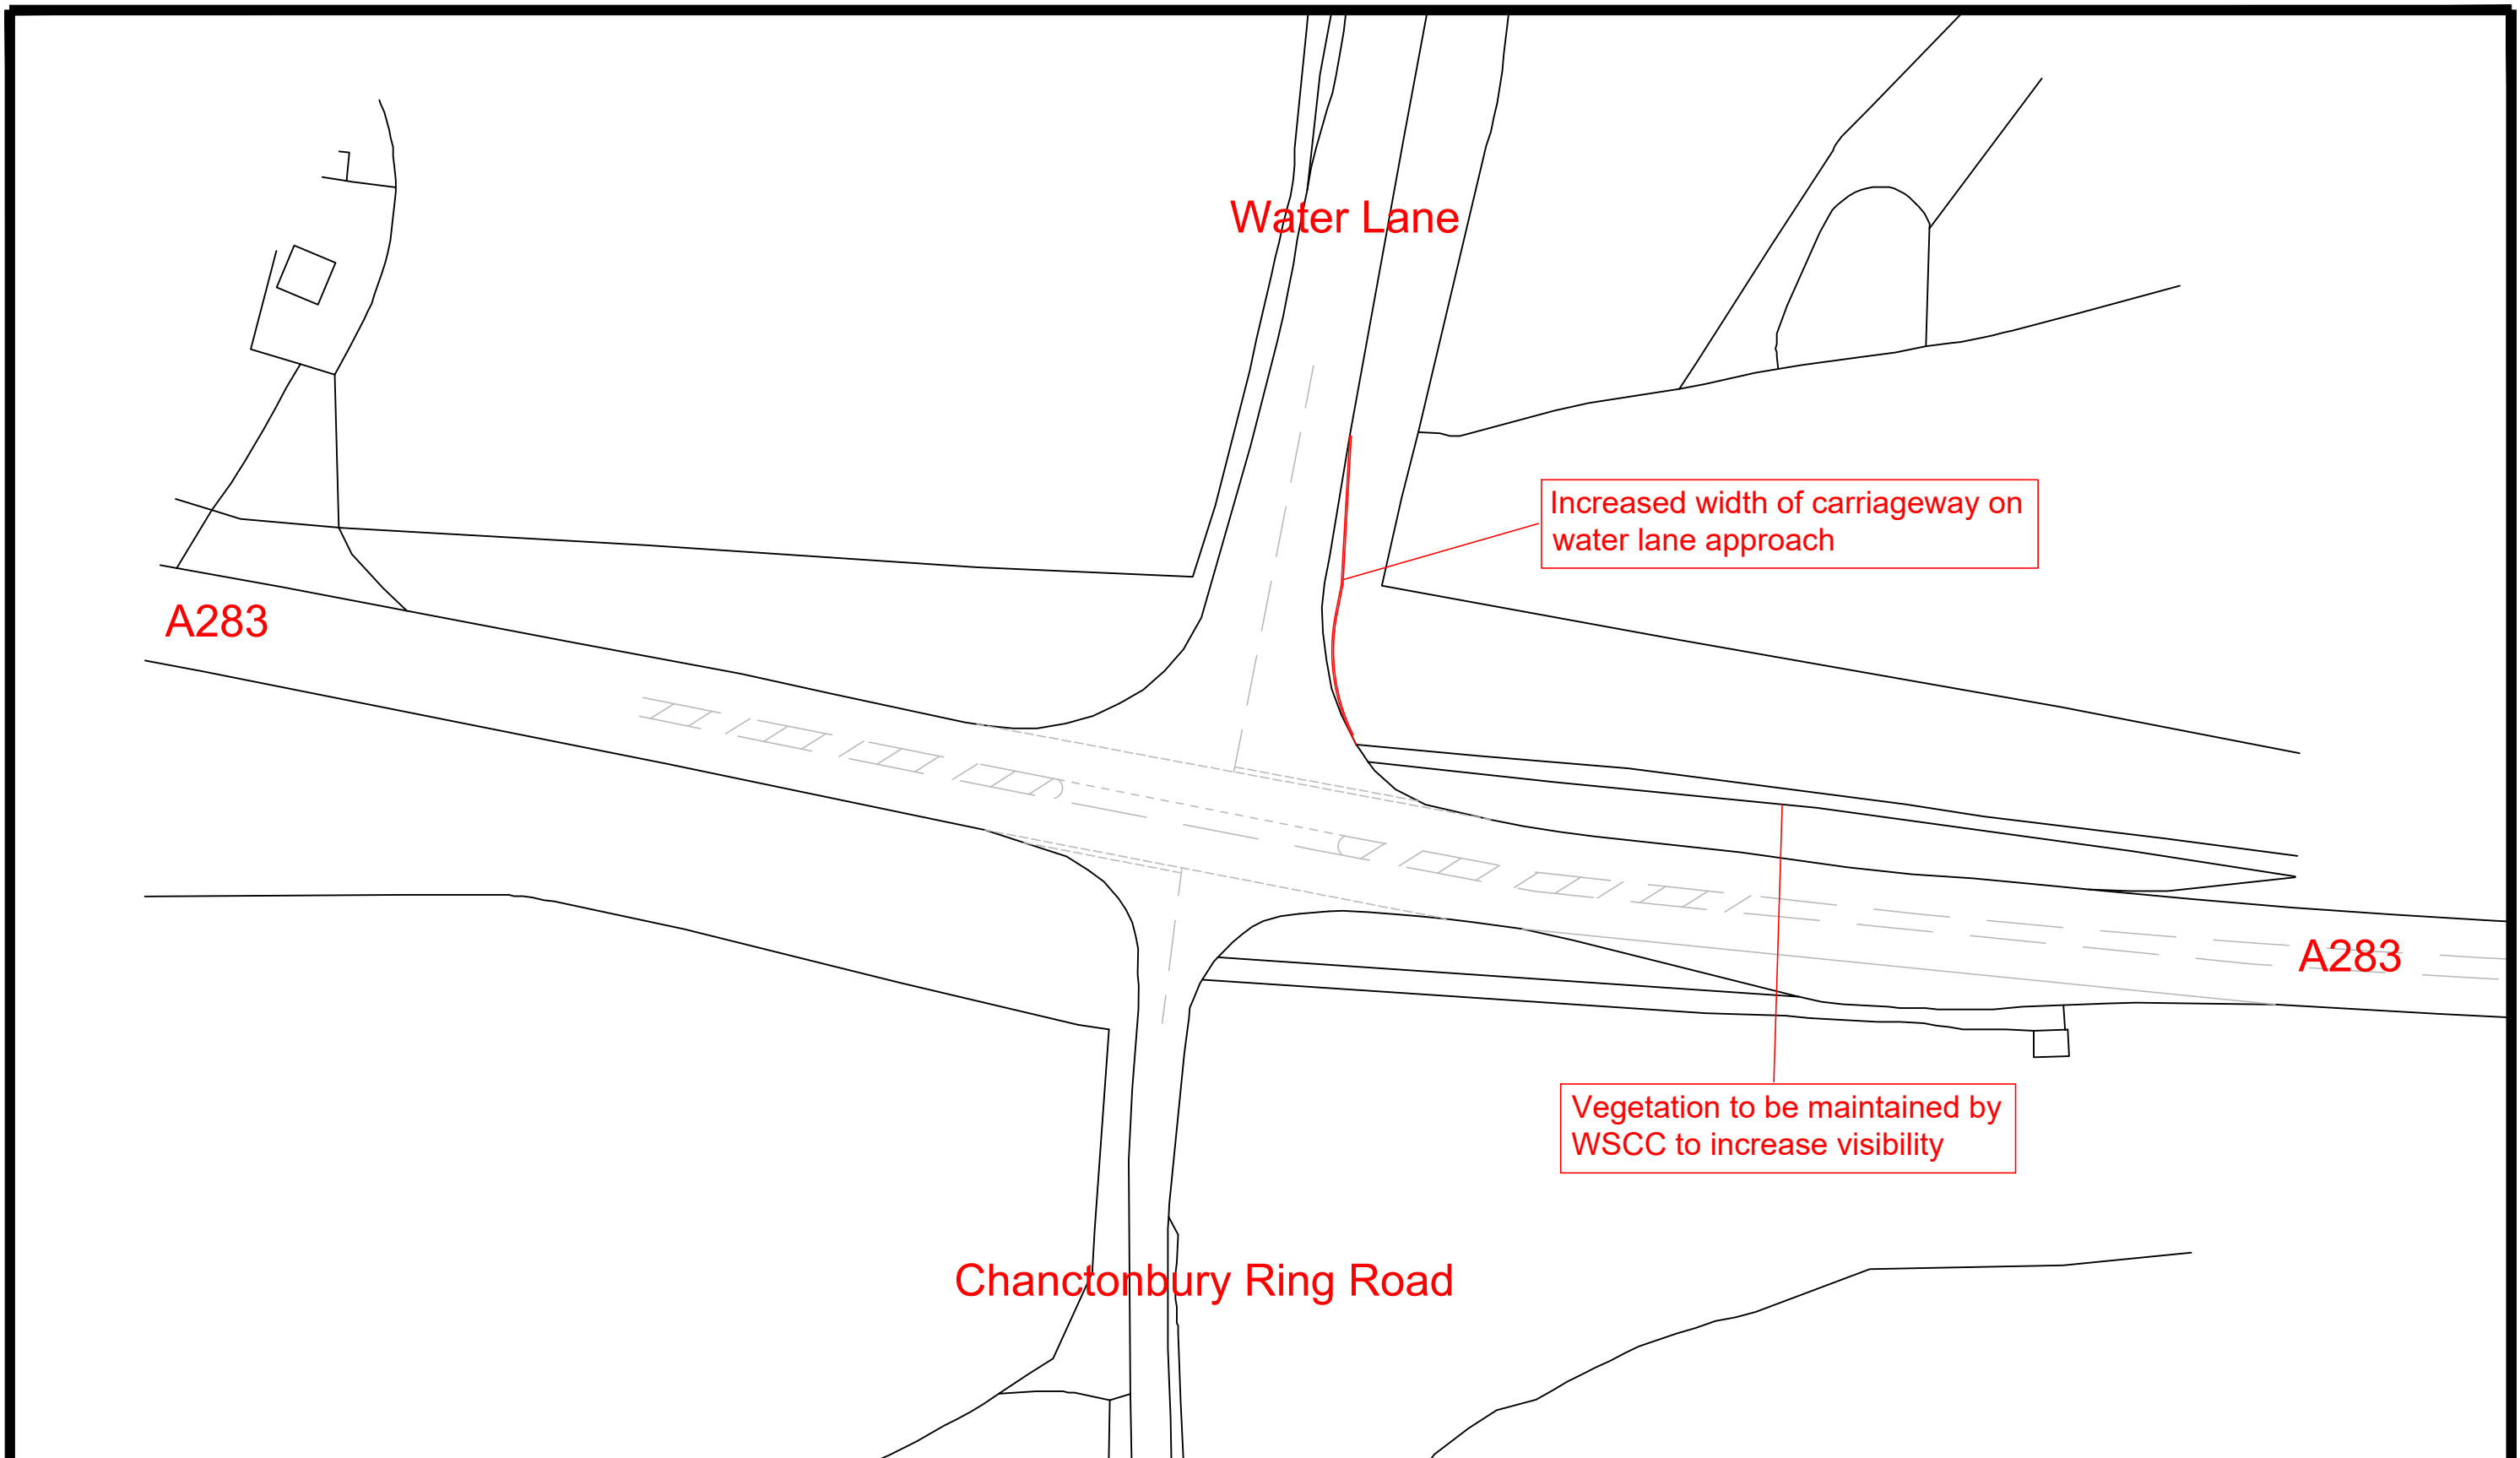 Water Lane
Increased width of carriageway on
water lane approach
A283
A283
Vegetation to be maintained by
WSCC to increase visibility
Chanctonbury Ring Road